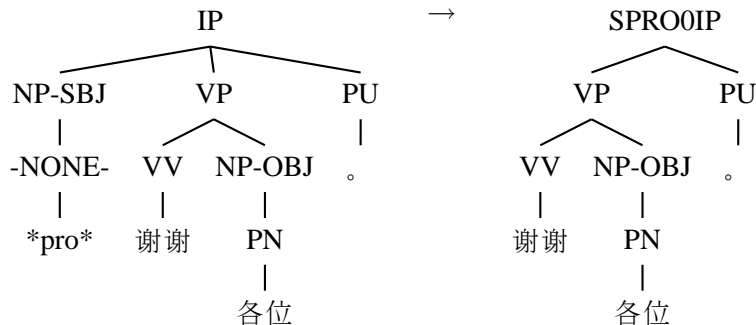 IP → SPRO0IP
NP-SBJ VP PU VP PU
-NONE- VV NP-OBJ 。 VV NP-OBJ 。
*pro* 谢谢 PN 谢谢 PN
各位 各位